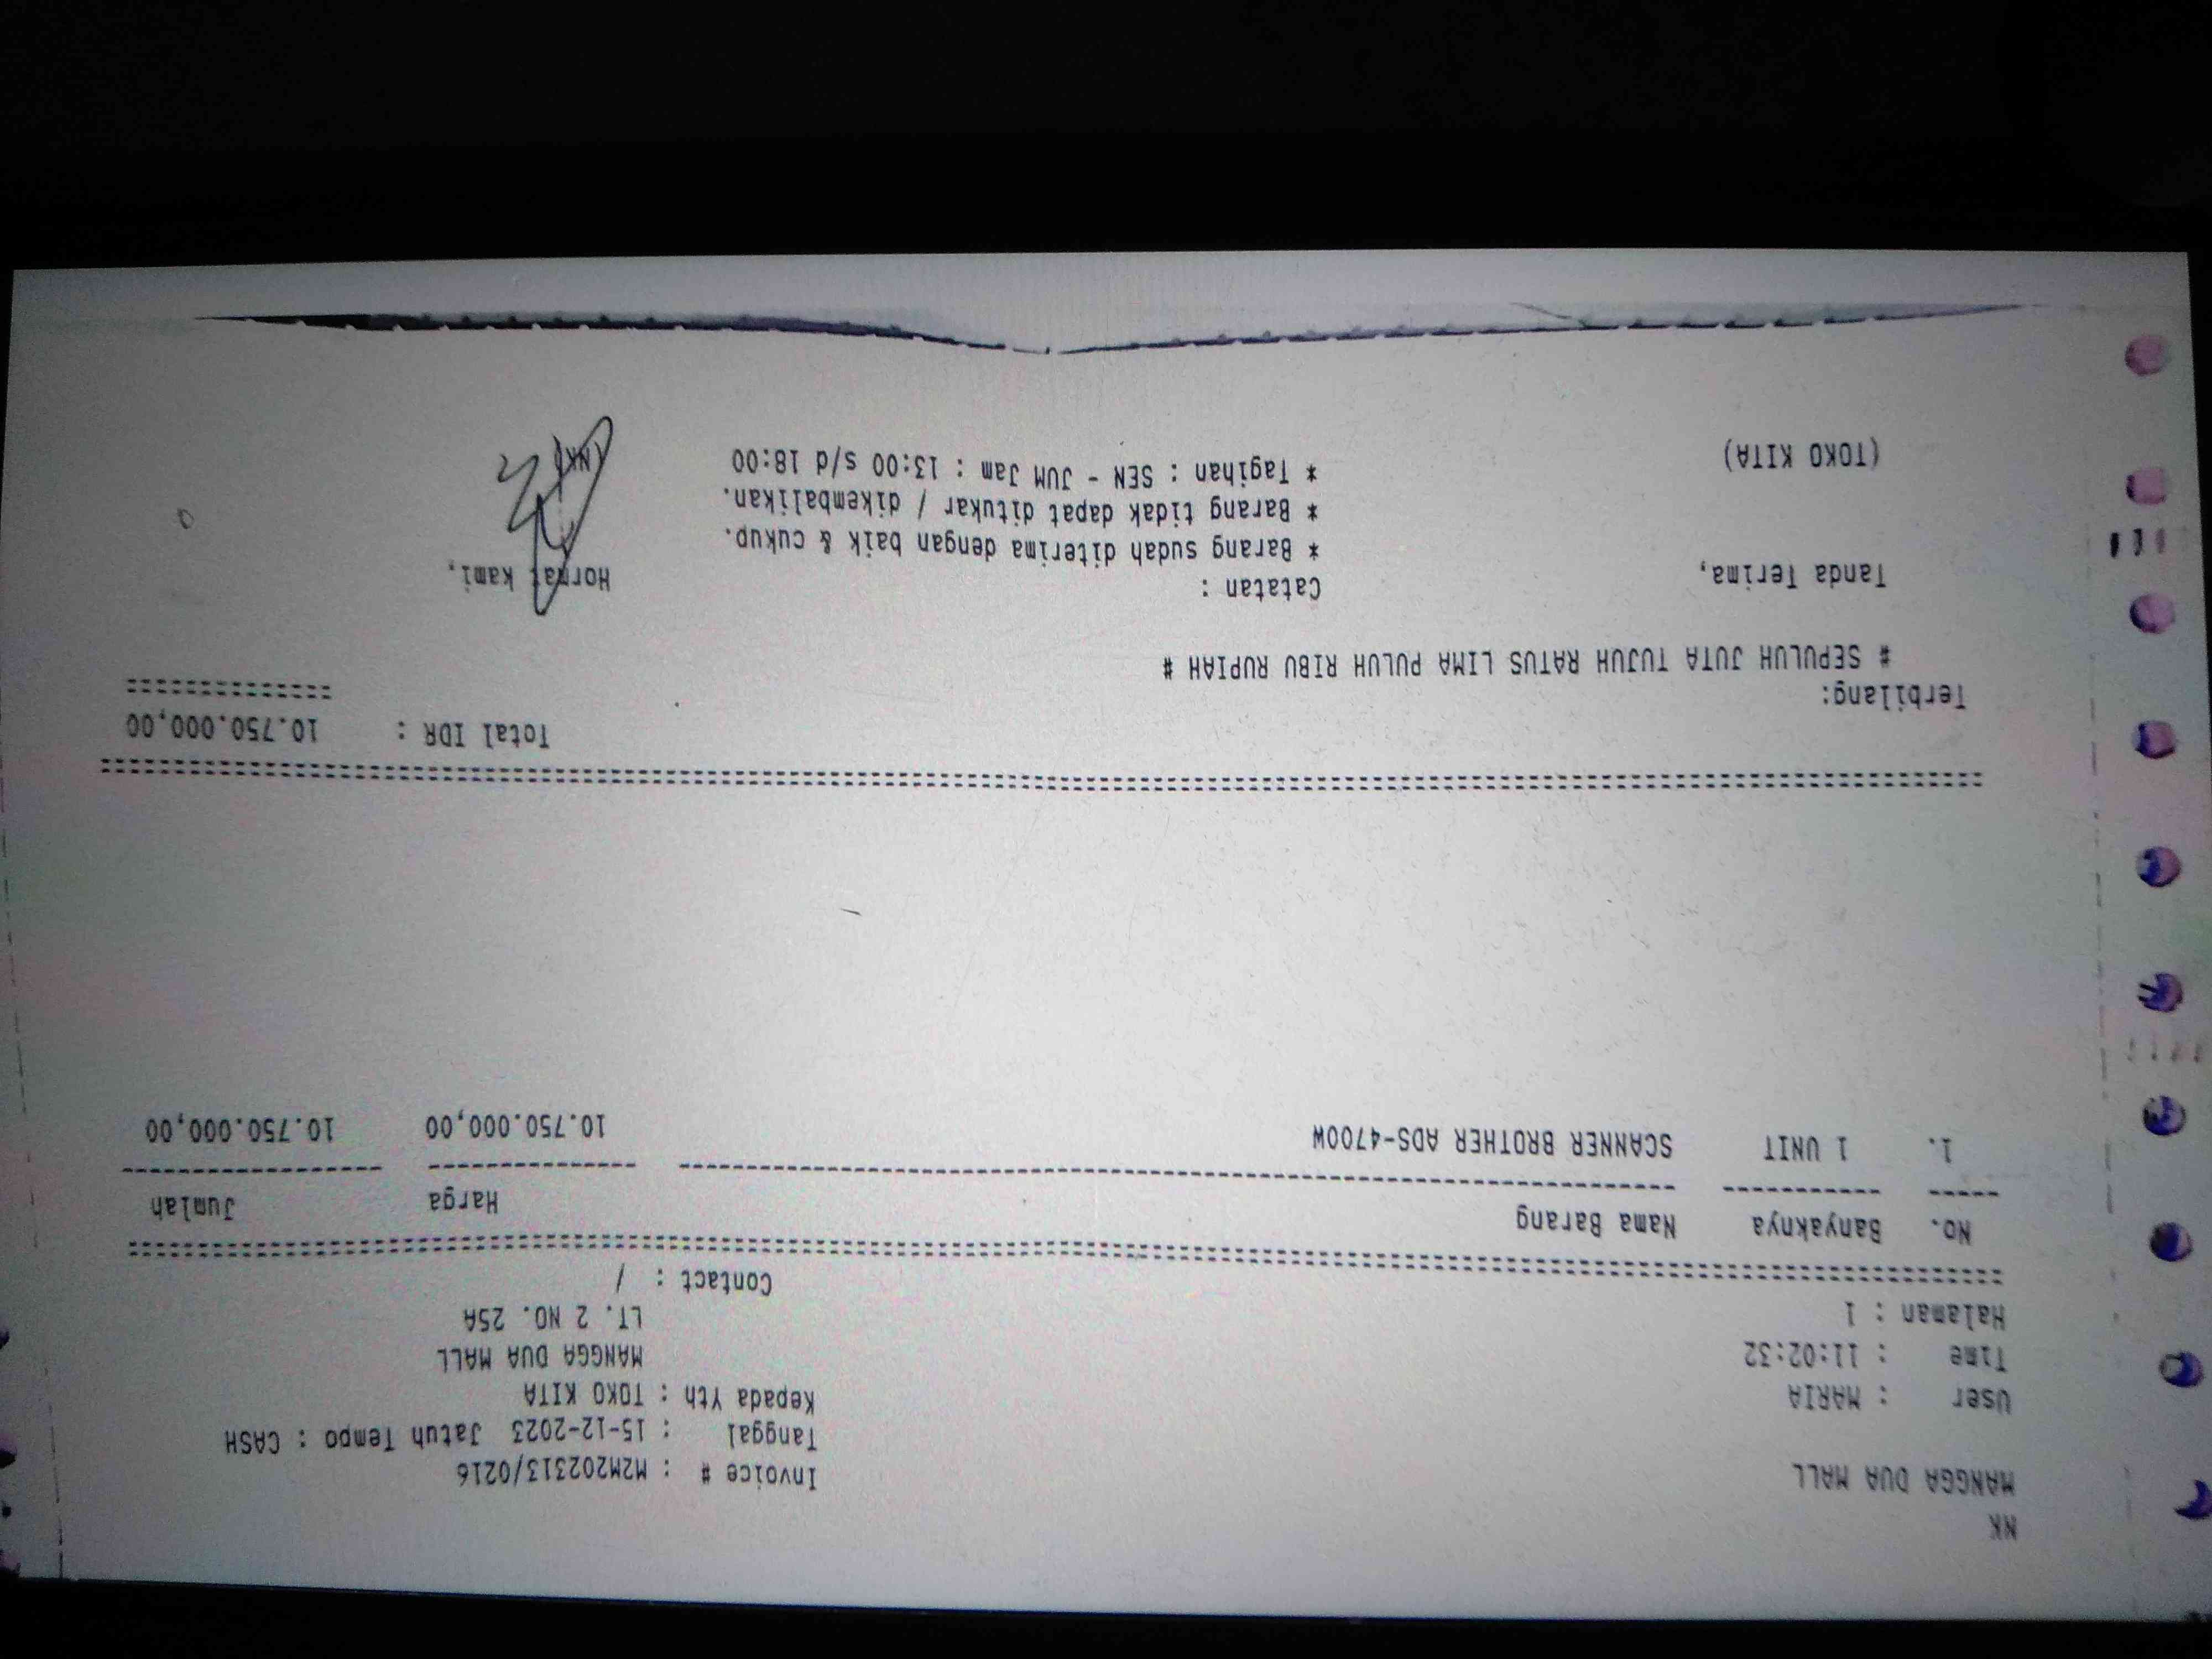 NK
MANGGA DUA MALL
Invoice # : M2M202313/0216
Tanggal : 15-12-2023 Jatuh Tempo : CASH
User : MARIA
Kepada Yth : TOKO KITA
Time : 11:02:32
MANGGA DUA MALL
Halaman : 1
LT. 2 NO. 25A
Contact : /
No. Banyaknya Nama Barang Harga Jumlah
1. 1 UNIT SCANNER BROTHER ADS-4700W 10.750.000,00 10.750.000,00
Total IDR : 10.750.000,00
Terbilang:
# SEPULUH JUTA TUJUH RATUS LIMA PULUH RIBU RUPIAH #
Tanda Terima,
Catatan :
Hormat kami,
* Barang sudah diterima dengan baik & cukup.
* Barang tidak dapat ditukar / dikembalikan.
* Tagihan : SEN - JUM Jam : 13:00 s/d 18:00
(TOKO KITA)
(NK)